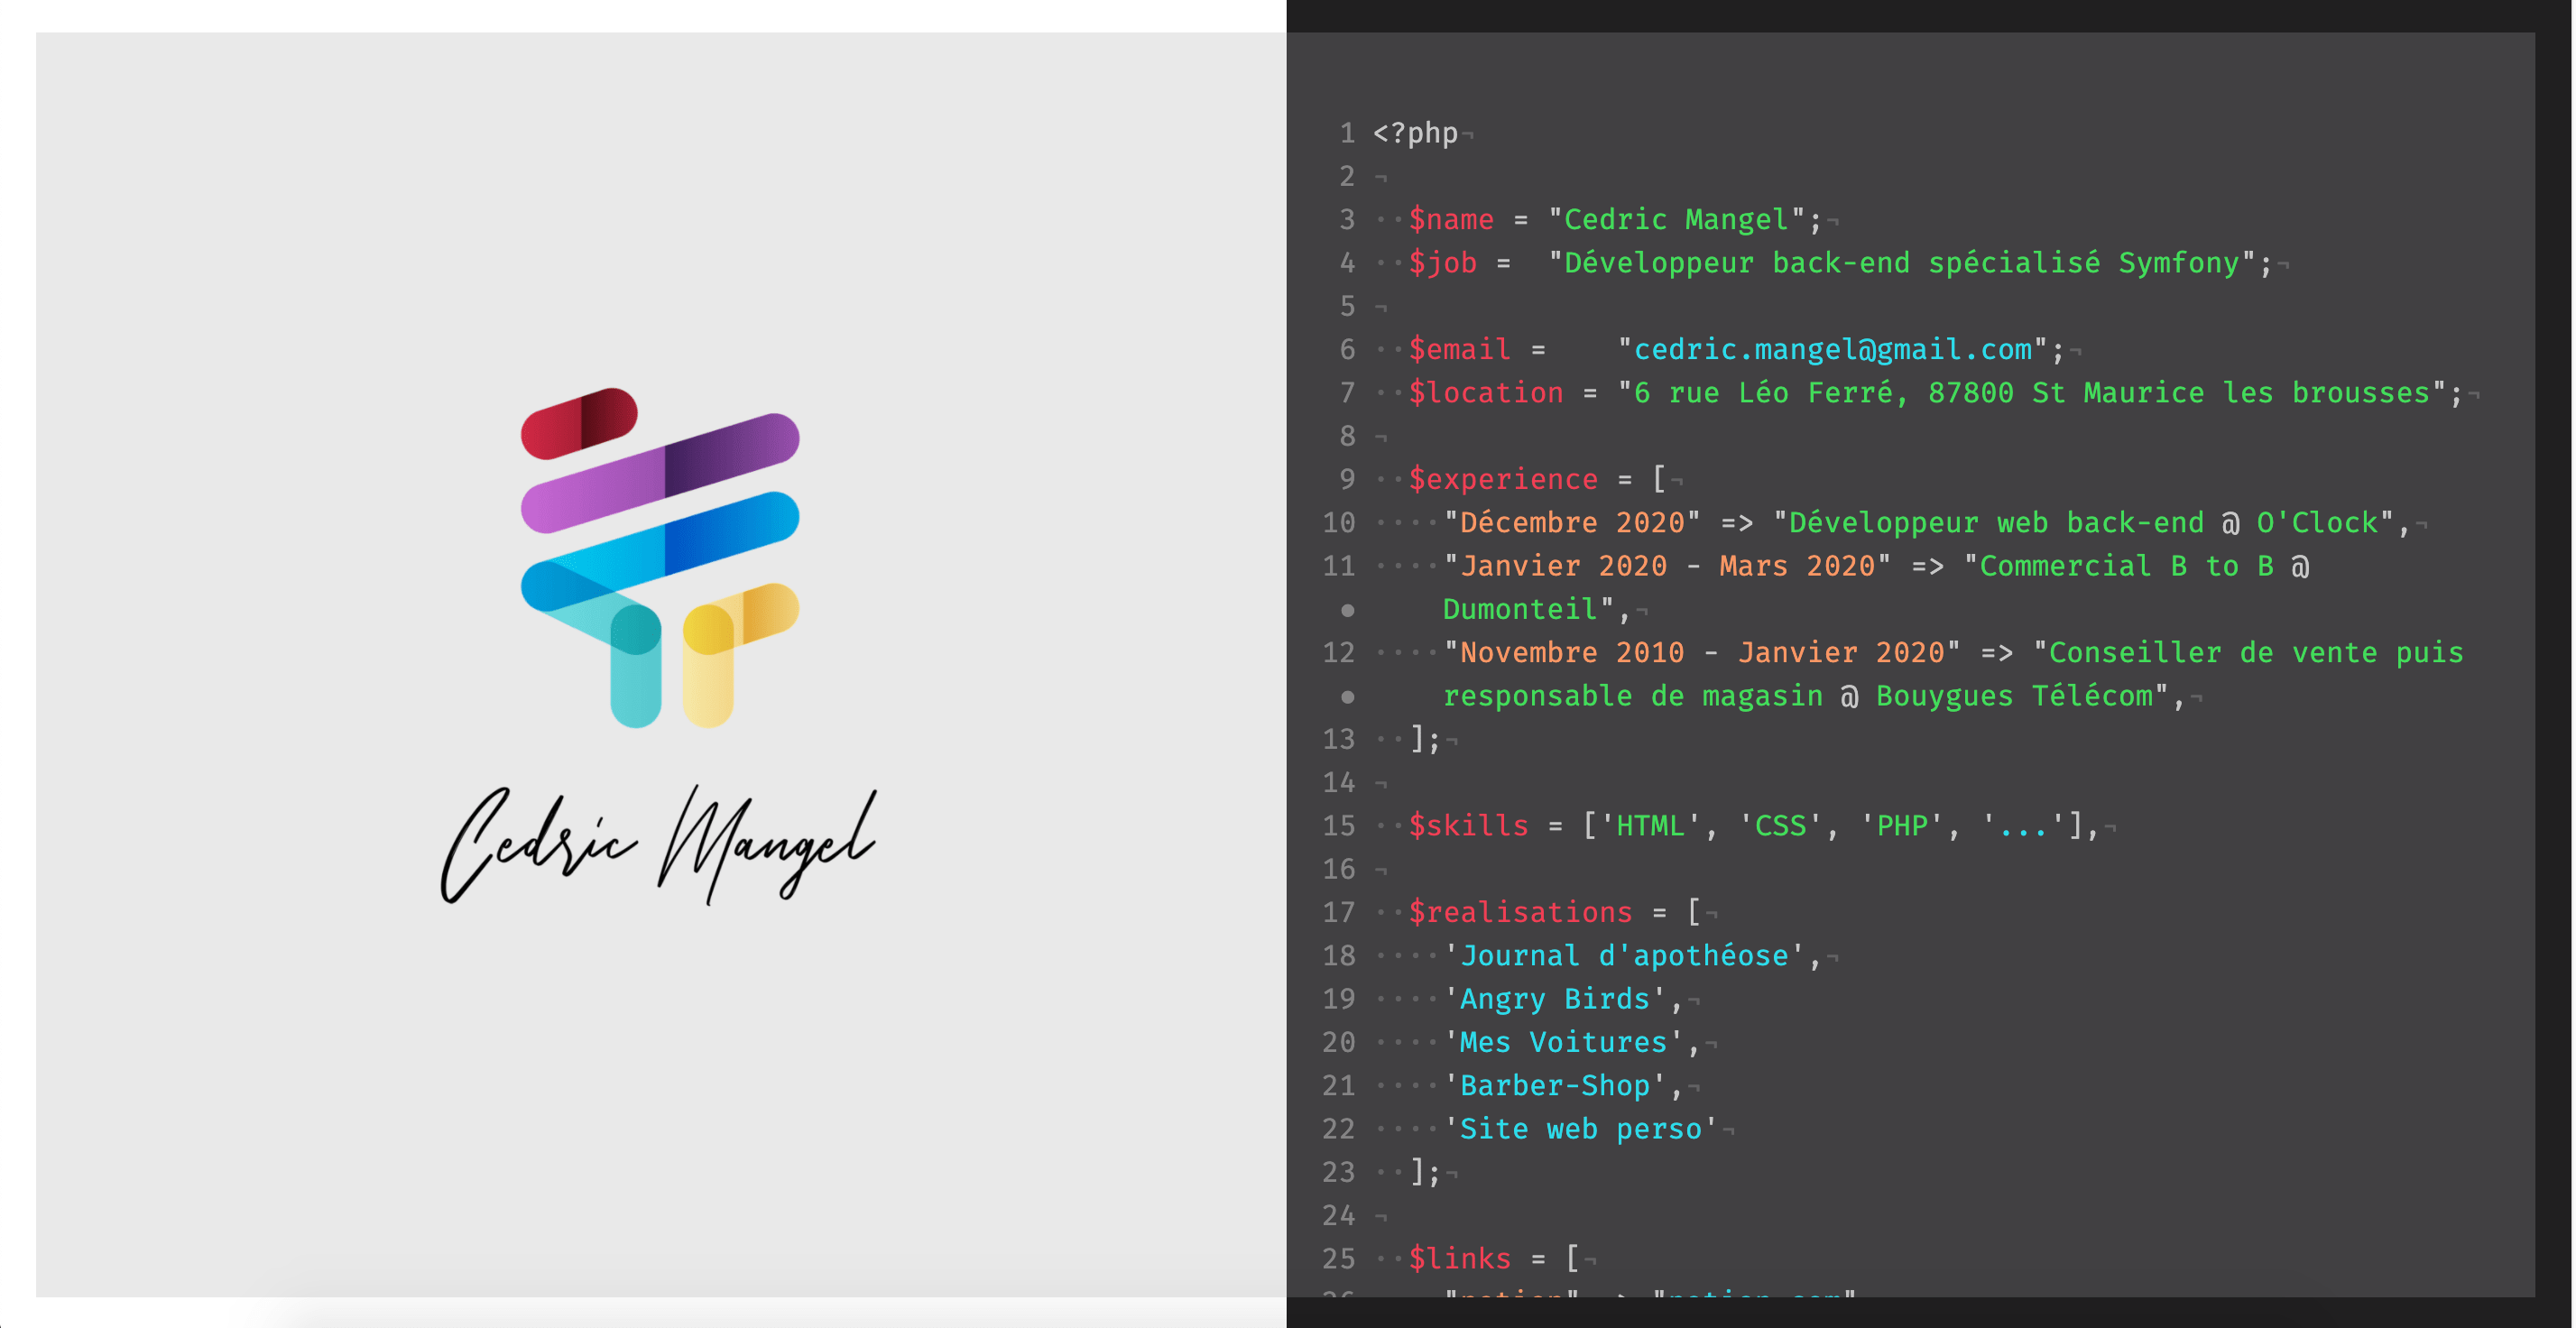 Cedric Mangel
1 <?php¬
2 ¬
3 ··$name = "Cedric Mangel";¬
4 ··$job =  "Développeur back-end spécialisé Symfony";¬
5 ¬
6 ··$email =    "cedric.mangel@gmail.com";¬
7 ··$location = "6 rue Léo Ferré, 87800 St Maurice les brousses";¬
8 ¬
9 ··$experience = [¬
10 ····"Décembre 2020" => "Développeur web back-end @ O'Clock",¬
11 ····"Janvier 2020 - Mars 2020" => "Commercial B to B @
• Dumonteil",¬
12 ····"Novembre 2010 - Janvier 2020" => "Conseiller de vente puis
• responsable de magasin @ Bouygues Télécom",¬
13 ··];¬
14 ¬
15 ··$skills = ['HTML', 'CSS', 'PHP', '...'],¬
16 ¬
17 ··$realisations = [¬
18 ····'Journal d'apothéose',¬
19 ····'Angry Birds',¬
20 ····'Mes Voitures',¬
21 ····'Barber-Shop',¬
22 ····'Site web perso'¬
23 ··];¬
24 ¬
25 ··$links = [¬